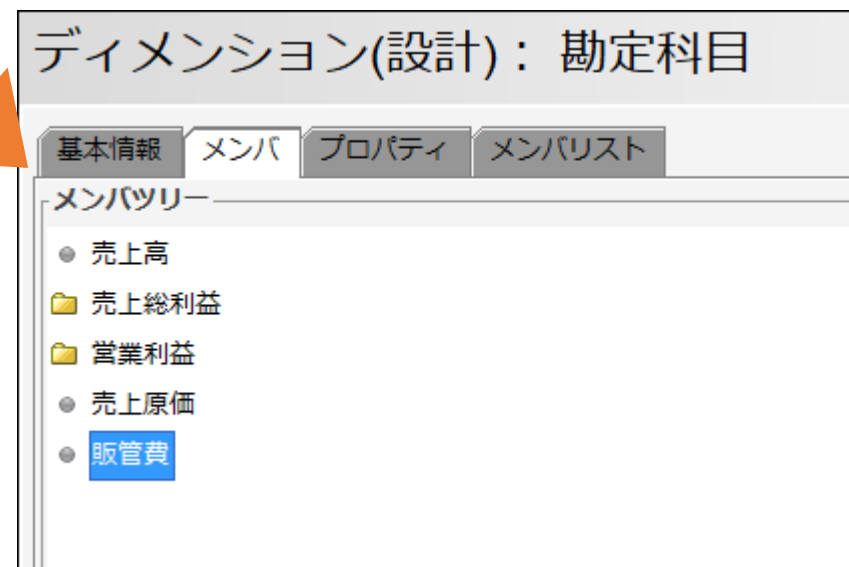 ディメンション(設計)： 勘定科目
基本情報 メンバ プロパティ メンバリスト
メンバツリー
売上高
売上総利益
営業利益
売上原価
販管費